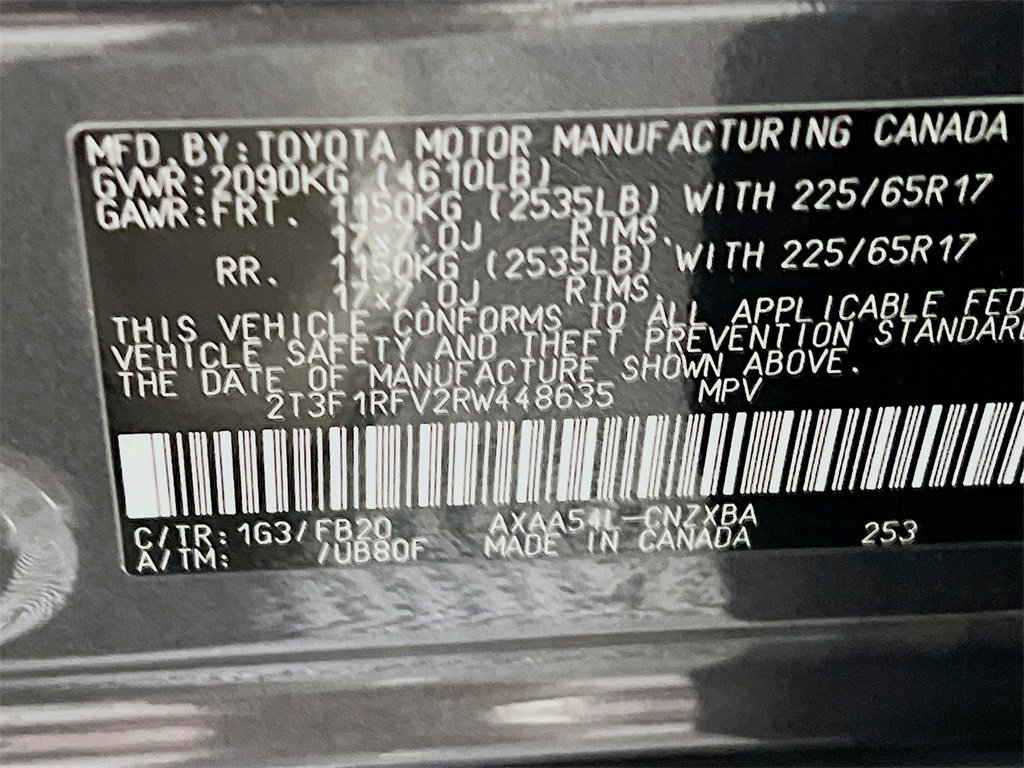 MFD.BY:TOYOTA MOTOR MANUFACTURING CANADA
GVWR:2090KG (4610LB)
GAWR:FRT. 1150KG (2535LB) WITH 225/65R17
17x7.0J RIMS.
RR. 1150KG (2535LB) WITH 225/65R17
17x7.0J RIMS.
THIS VEHICLE CONFORMS TO ALL APPLICABLE FED
VEHICLE SAFETY AND THEFT PREVENTION STANDAR
THE DATE OF MANUFACTURE SHOWN ABOVE.
2T3F1RFV2RW448635 MPV
C/TR: 1G3/FB20 AXAA54L-CNZXBA 253
A/TM: /UB80F MADE IN CANADA